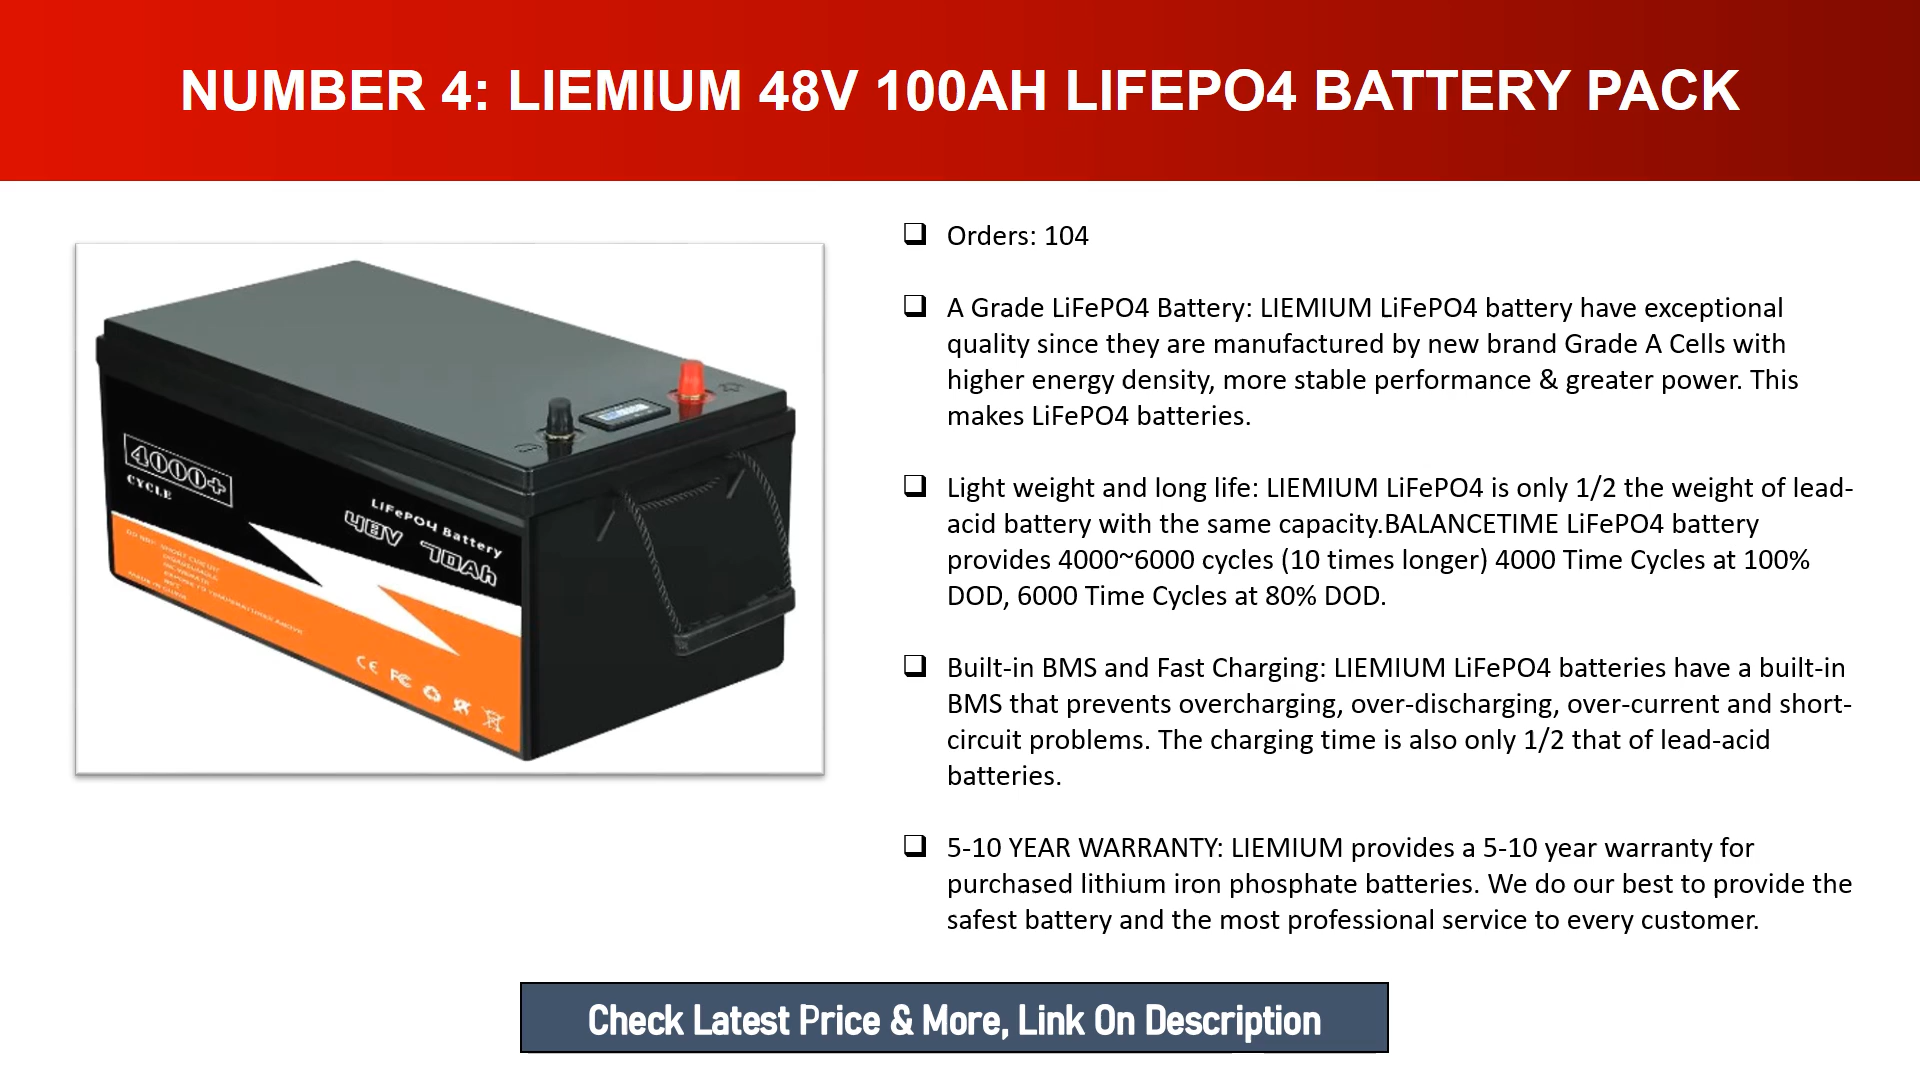 NUMBER 4: LIEMIUM 48V 100AH LIFEPO4 BATTERY PACK
4000+
CYCLE
LiFePO4 Battery
48V 70Ah
Orders: 104
A Grade LiFePO4 Battery: LIEMIUM LiFePO4 battery have exceptional
quality since they are manufactured by new brand Grade A Cells with
higher energy density, more stable performance & greater power. This
makes LiFePO4 batteries.
Light weight and long life: LIEMIUM LiFePO4 is only 1/2 the weight of lead-
acid battery with the same capacity.BALANCETIME LiFePO4 battery
provides 4000~6000 cycles (10 times longer) 4000 Time Cycles at 100%
DOD, 6000 Time Cycles at 80% DOD.
Built-in BMS and Fast Charging: LIEMIUM LiFePO4 batteries have a built-in
BMS that prevents overcharging, over-discharging, over-current and short-
circuit problems. The charging time is also only 1/2 that of lead-acid
batteries.
5-10 YEAR WARRANTY: LIEMIUM provides a 5-10 year warranty for
purchased lithium iron phosphate batteries. We do our best to provide the
safest battery and the most professional service to every customer.
Check Latest Price & More, Link On Description